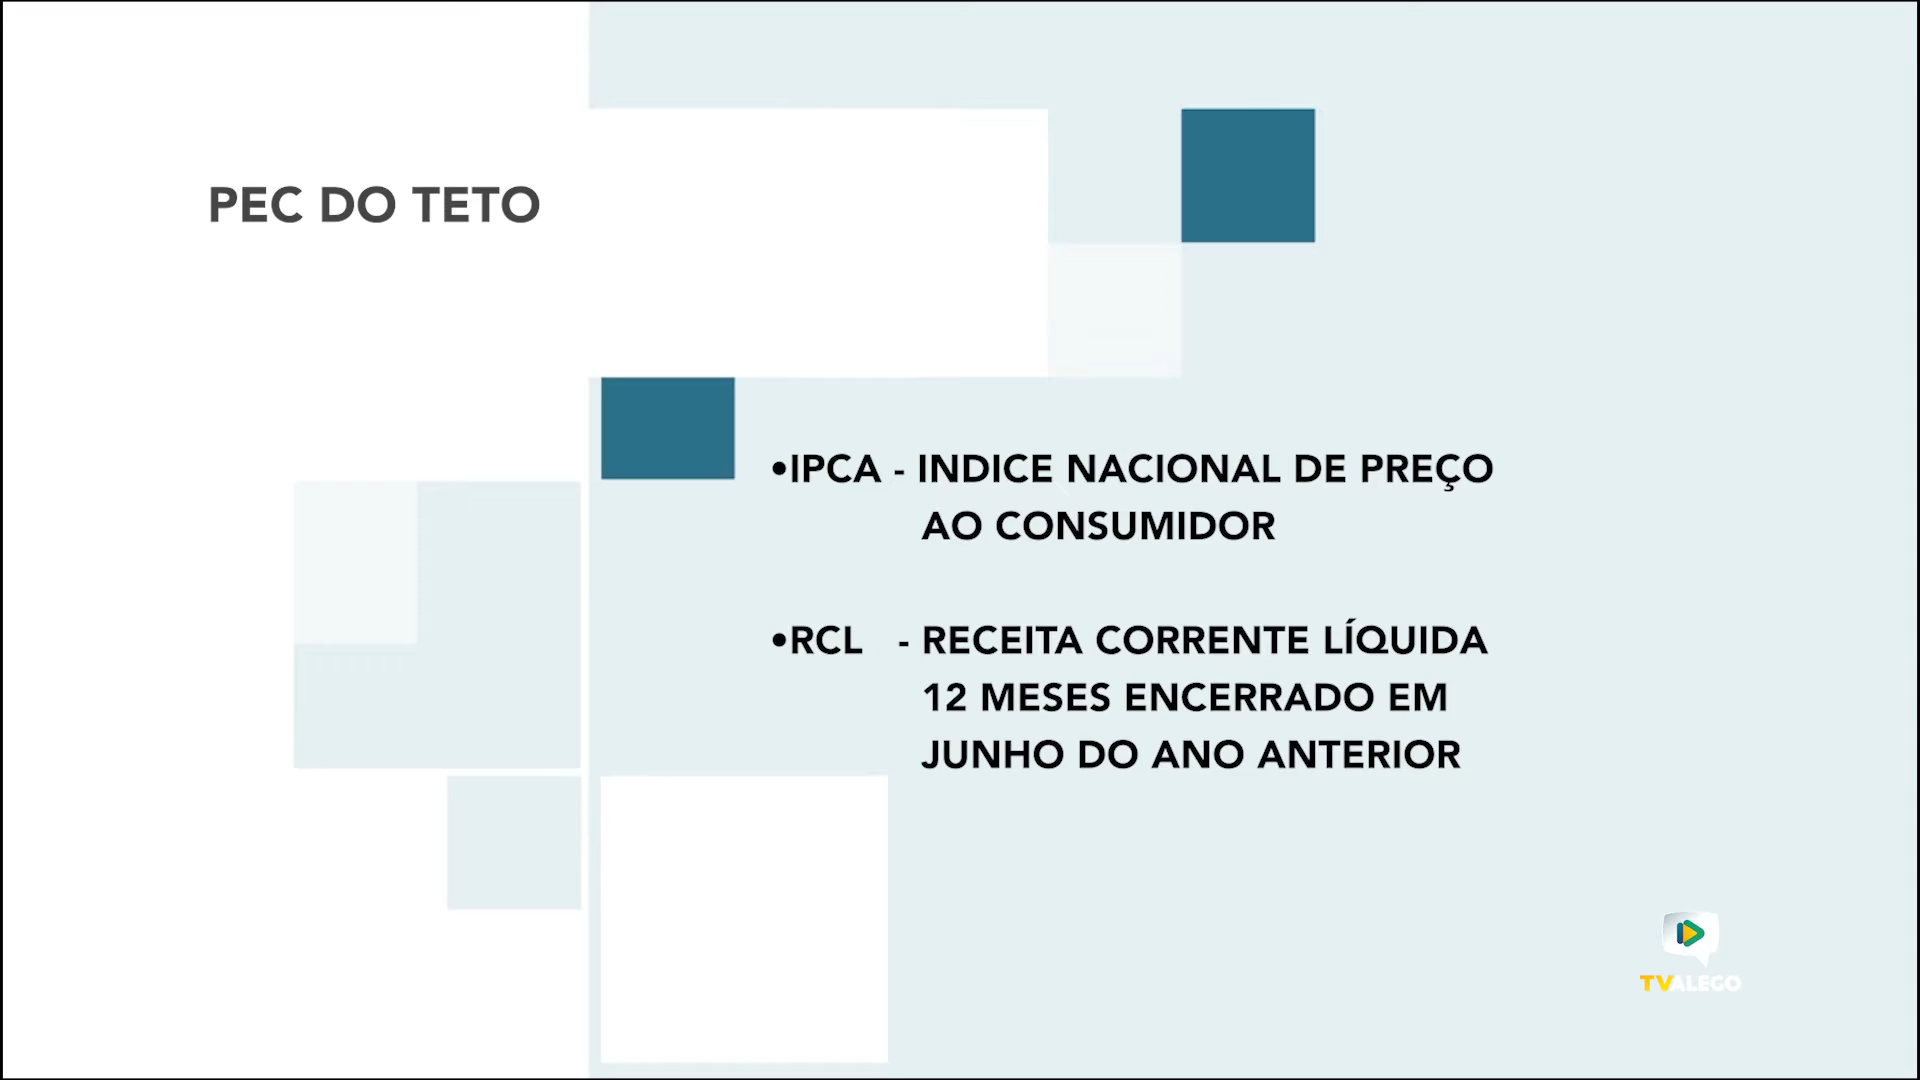 PEC DO TETO
•IPCA - INDICE NACIONAL DE PREÇO
AO CONSUMIDOR
•RCL - RECEITA CORRENTE LÍQUIDA
12 MESES ENCERRADO EM
JUNHO DO ANO ANTERIOR
TVALEGO